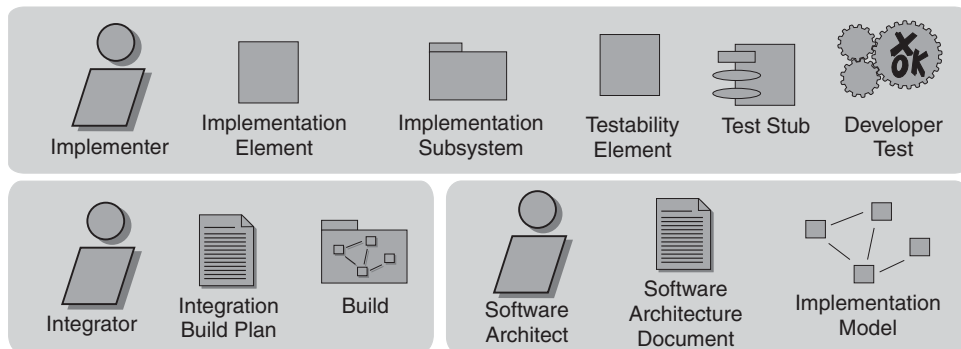 X
OK
Implementer
Implementation
Element
Implementation
Subsystem
Testability
Element
Test Stub
Developer
Test
Integrator
Integration
Build Plan
Build
Software
Architect
Software
Architecture
Document
Implementation
Model